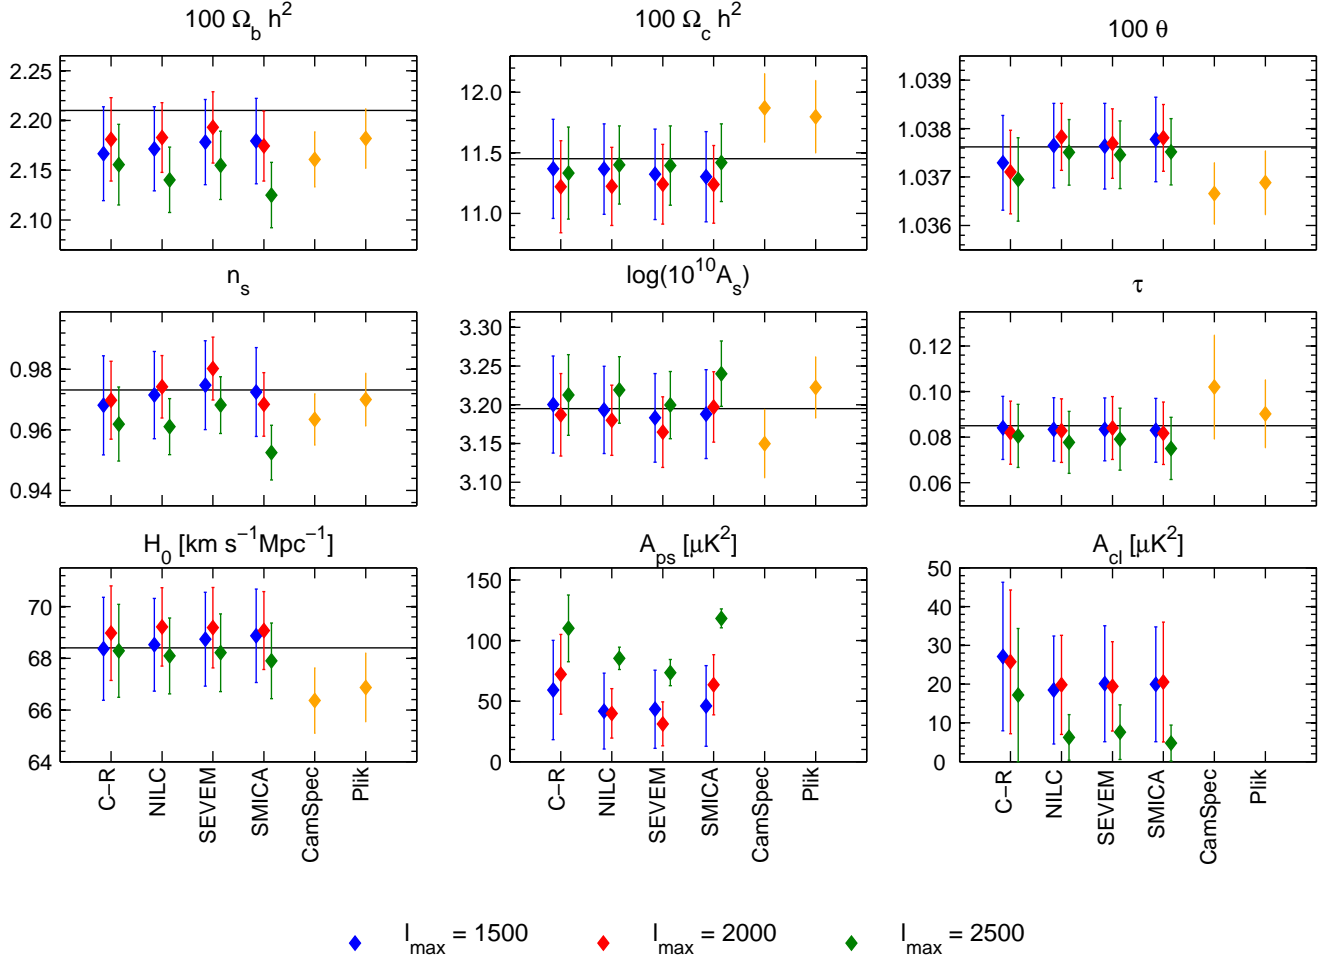 100 Ω_b h^2 100 Ω_c h^2 100 θ
2.25 2.20 2.15 2.10
12.0 11.5 11.0
1.039 1.038 1.037 1.036
n_s log(10^10A_s) τ
0.98 0.96 0.94
3.30 3.25 3.20 3.15 3.10
0.12 0.10 0.08 0.06
H_0 [km s^−1Mpc^−1] A_ps [μK^2] A_cl [μK^2]
70 68 66 64
150 100 50 0
50 40 30 20 10 0
C−R NILC SEVEM SMICA CamSpec Plik
C−R NILC SEVEM SMICA CamSpec Plik
C−R NILC SEVEM SMICA CamSpec Plik
l_max = 1500 l_max = 2000 l_max = 2500